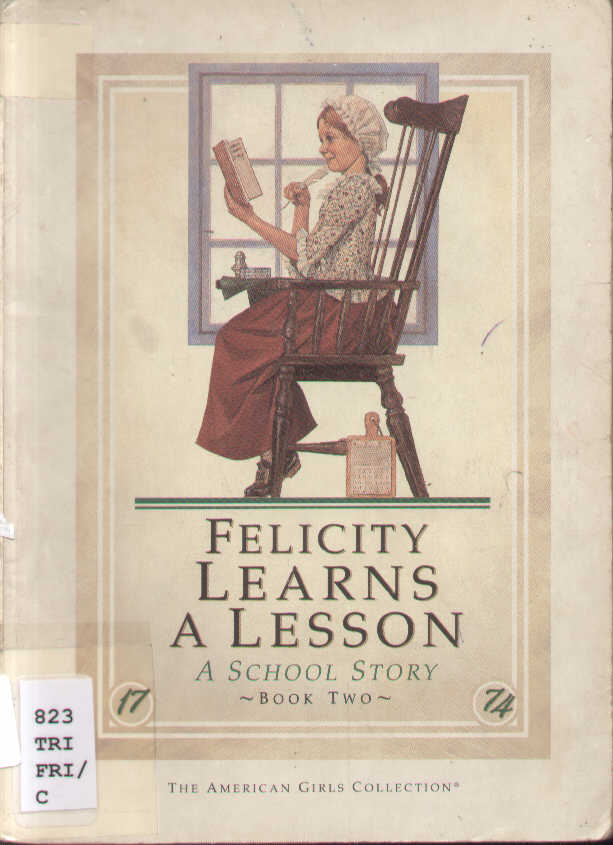 FELICITY
LEARNS
A LESSON
A SCHOOL STORY
~BOOK TWO~
17
74
823
TRI
FRI/
C
THE AMERICAN GIRLS COLLECTION®